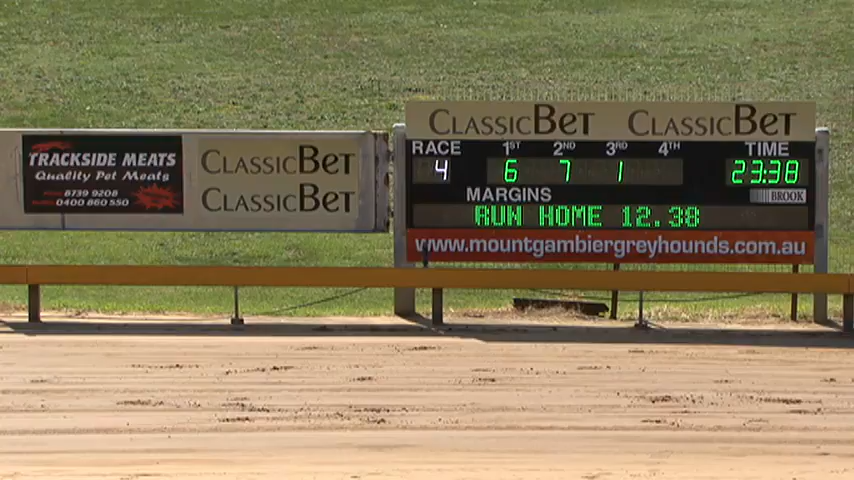 TRACKSIDE MEATS
Quality Pet Meats
8739 9208
0400 860 550
CLASSICBET
CLASSICBET
CLASSICBET CLASSICBET
RACE 1ST 2ND 3RD 4TH TIME
4 6 7 1 23:38
MARGINS BROOK
RUN HOME 12.38
www.mountgambiergreyhounds.com.au